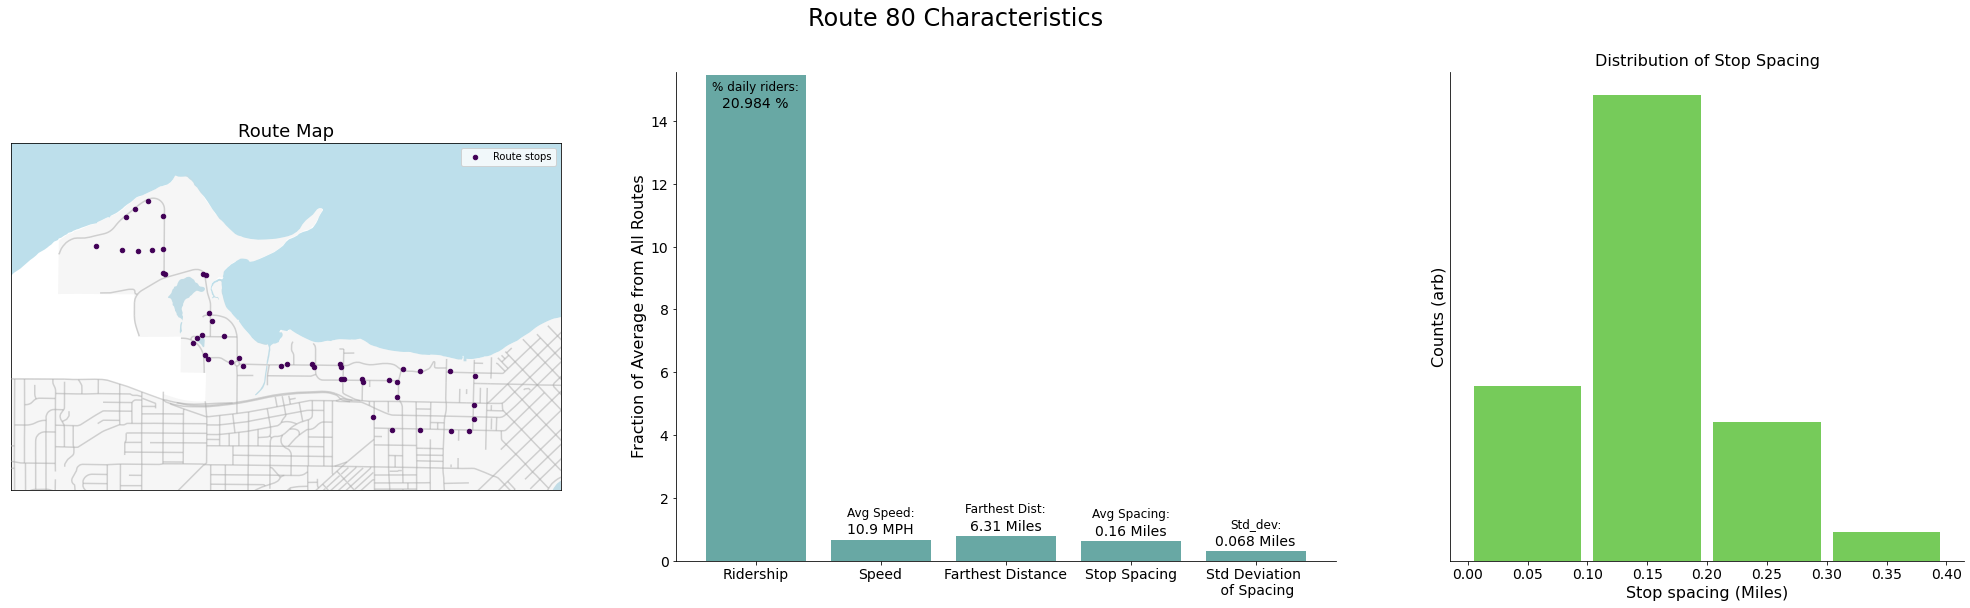 Route 80 Characteristics
Route Map
Route stops
Fraction of Average from All Routes
14
12
10
8
6
4
2
0
% daily riders:
20.984 %
Avg Speed:
10.9 MPH
Farthest Dist:
6.31 Miles
Avg Spacing:
0.16 Miles
Std_dev:
0.068 Miles
Ridership
Speed
Farthest Distance
Stop Spacing
Std Deviation
of Spacing
Distribution of Stop Spacing
Counts (arb)
0.00 0.05 0.10 0.15 0.20 0.25 0.30 0.35 0.40
Stop spacing (Miles)